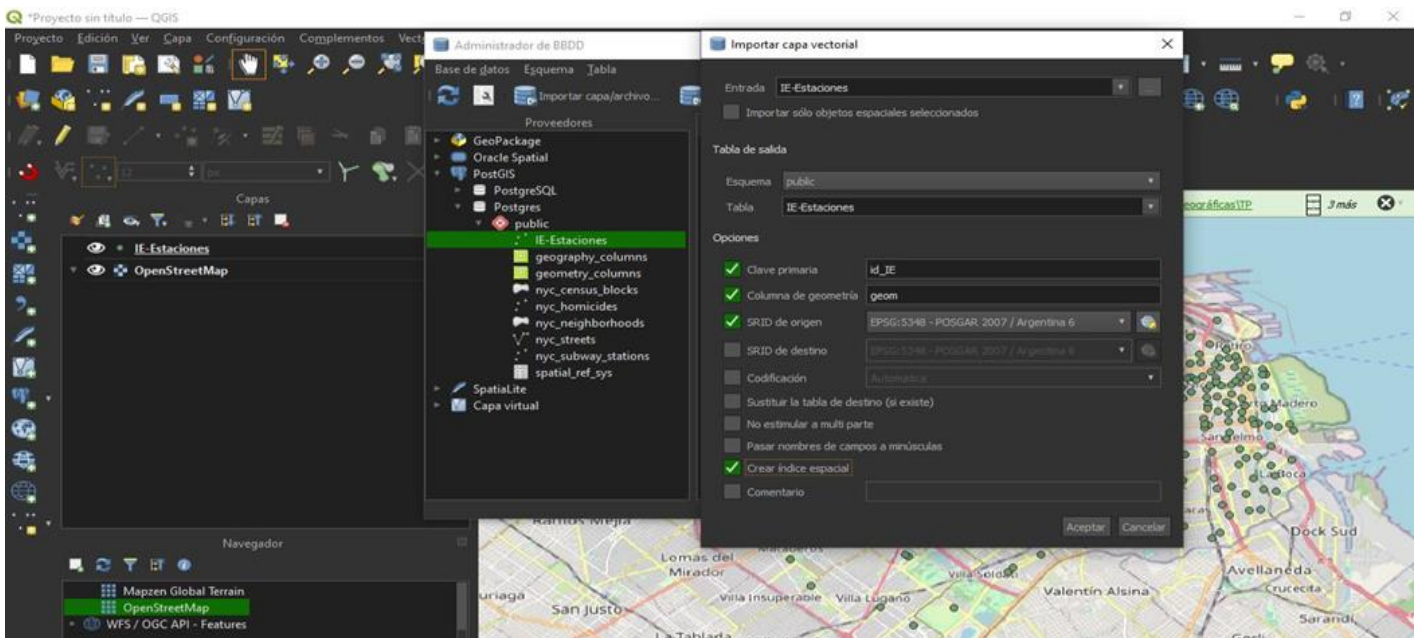 *Proyecto sin título — QGIS
Proyecto Edición Ver Capa Configuración Complementos Vect
Capas
IE-Estaciones
OpenStreetMap
Navegador
Mapzen Global Terrain
OpenStreetMap
WFS / OGC API - Features
Administrador de BBDD
Base de datos Esquema Tabla
Importar capa/archivo...
Proveedores
GeoPackage
Oracle Spatial
PostGIS
PostgreSQL
Postgres
public
IE-Estaciones
geography_columns
geometry_columns
nyc_census_blocks
nyc_homicides
nyc_neighborhoods
nyc_streets
nyc_subway_stations
spatial_ref_sys
SpatiaLite
Capa virtual
Importar capa vectorial
Entrada IE-Estaciones
Importar sólo objetos espaciales seleccionados
Tabla de salida
Esquema public
Tabla IE-Estaciones
Opciones
Clave primaria id_IE
Columna de geometría geom
SRID de origen EPSG:5348 - POSGAR 2007 / Argentina 6
SRID de destino EPSG:5348 - POSGAR 2007 / Argentina 6
Codificación Automática
Sustituir la tabla de destino (si existe)
No estimular a multi parte
Pasar nombres de campos a minúsculas
Crear índice espacial
Comentario
Aceptar Cancelar
eográficas\TP 3 más
Retiro
Madero
San Telmo
La Boca
Dock Sud
Avellaneda
Crucecita
Sarandí
Ramos Mejía
Lomas del
Mirador
Villa Insuperable Villa Lugano
Villa Soldati
Valentín Alsina
San Justo
La Tablada